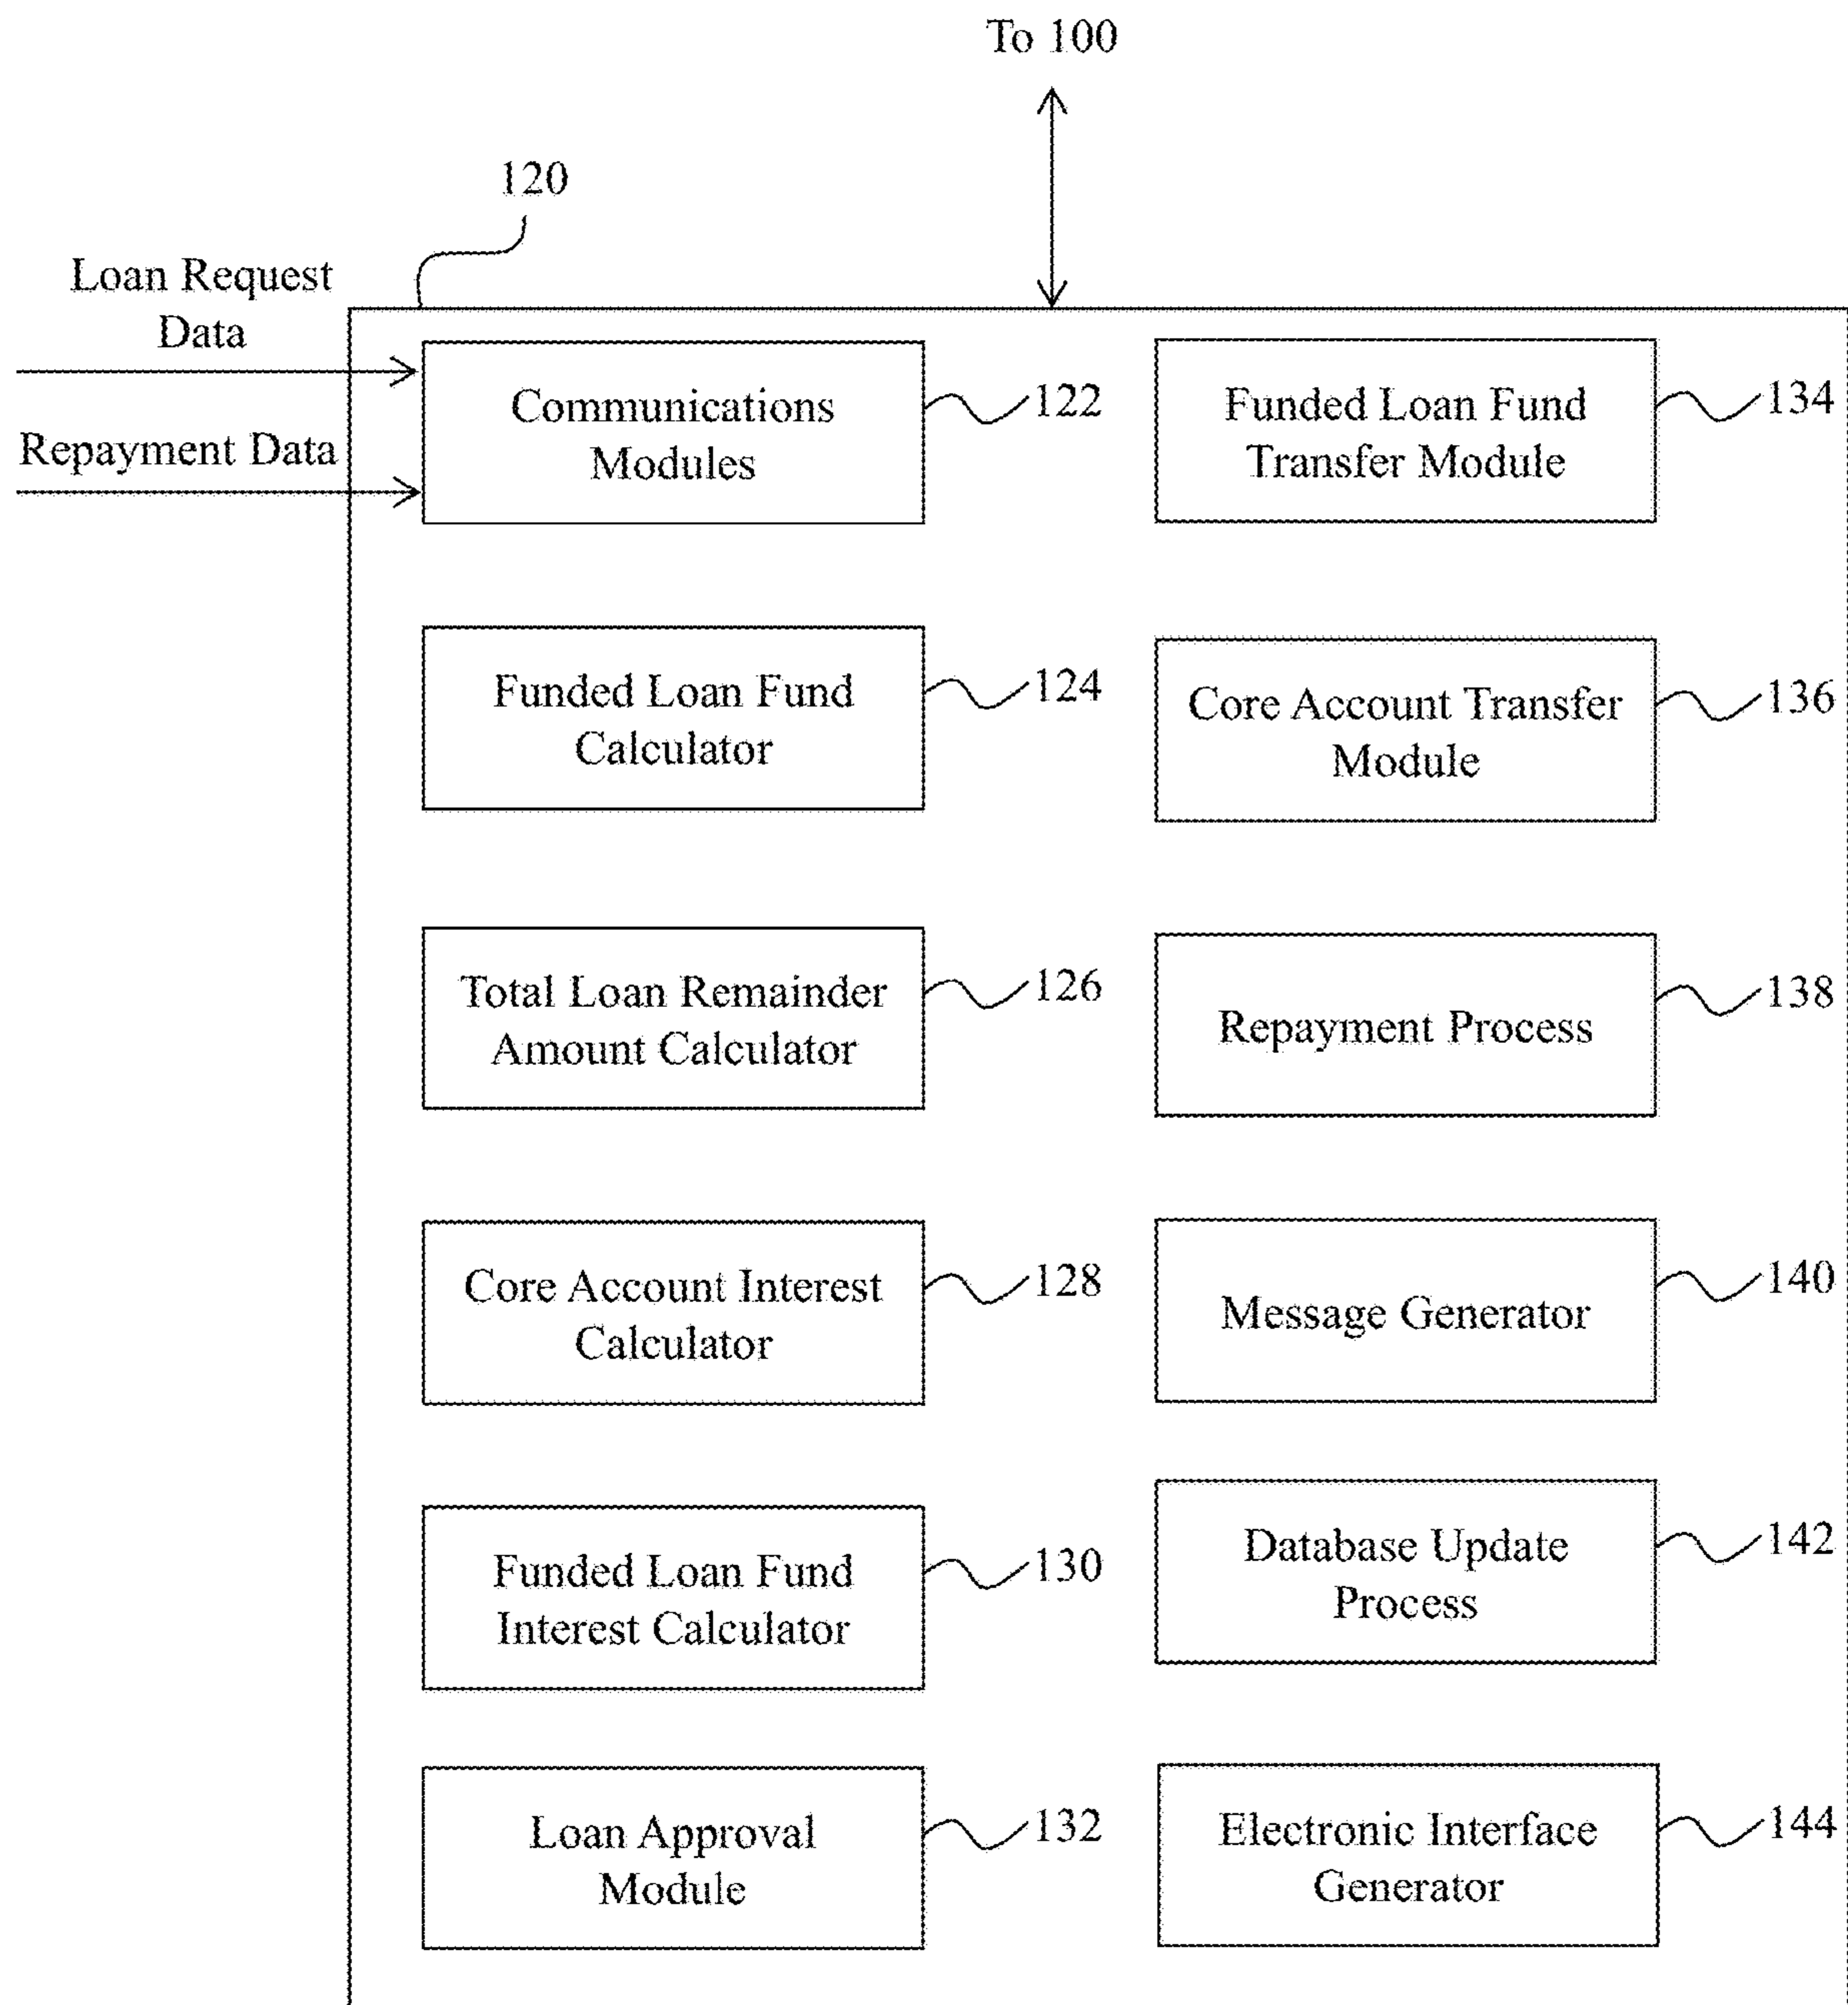 To 100
120
Loan Request
Data
Repayment Data
Communications
Modules
122
Funded Loan Fund
Transfer Module
134
Funded Loan Fund
Calculator
124
Core Account Transfer
Module
136
Total Loan Remainder
Amount Calculator
126
Repayment Process
138
Core Account Interest
Calculator
128
Message Generator
140
Funded Loan Fund
Interest Calculator
130
Database Update
Process
142
Loan Approval
Module
132
Electronic Interface
Generator
144